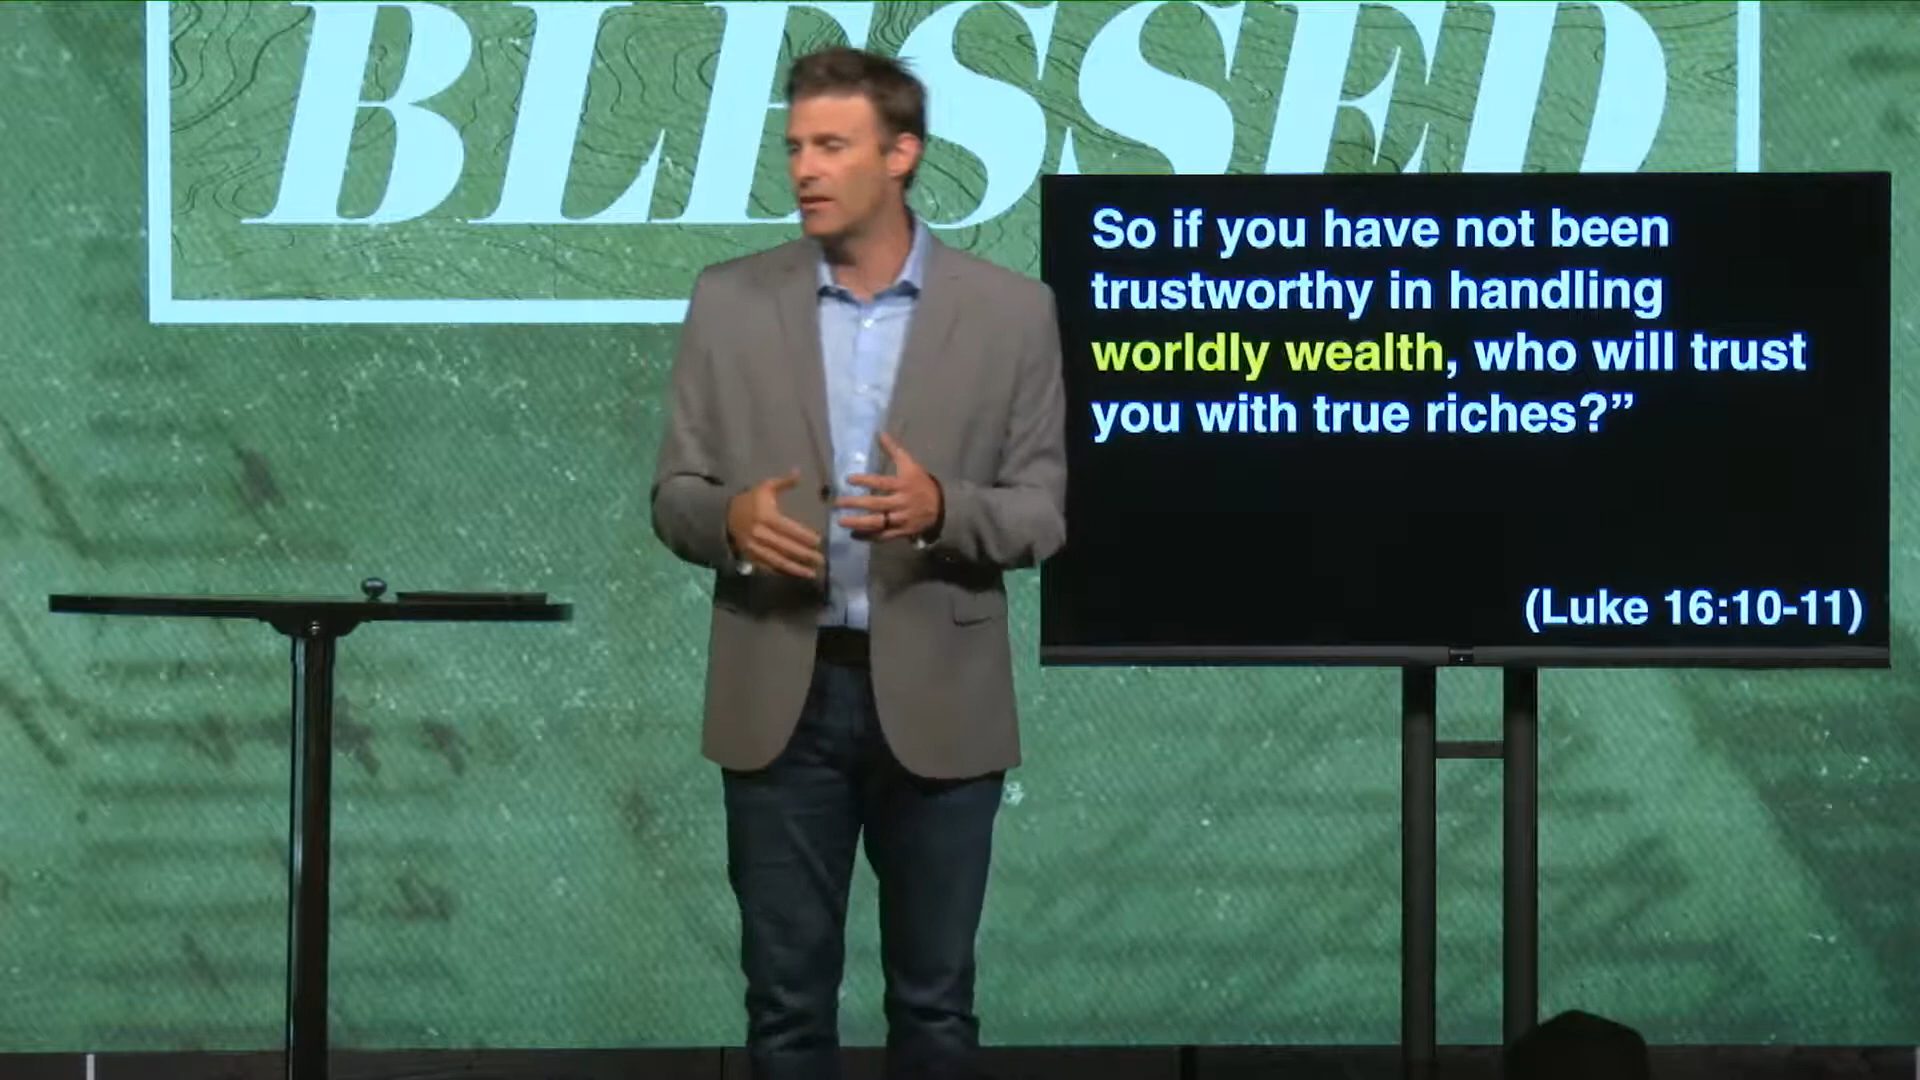 BLESSED
So if you have not been
trustworthy in handling
worldly wealth, who will trust
you with true riches?”
(Luke 16:10-11)